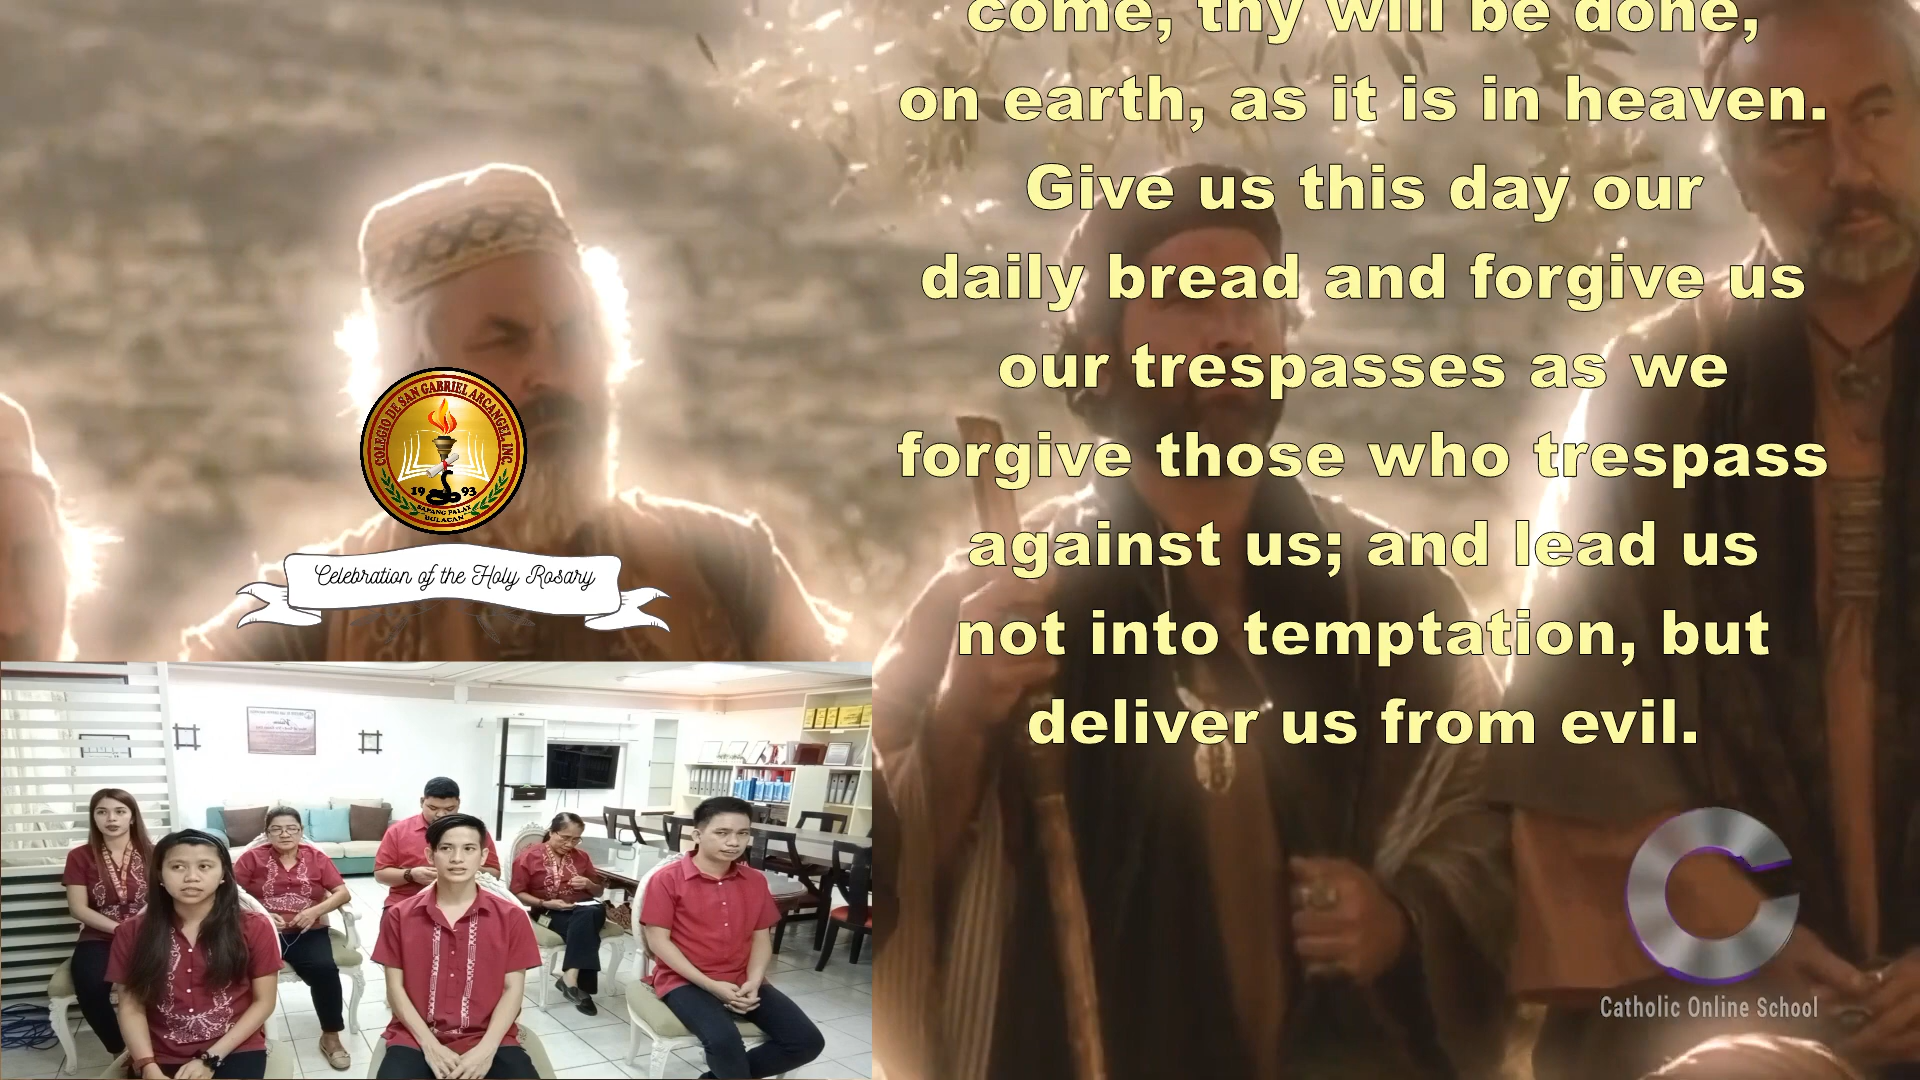 come, thy will be done,
on earth, as it is in heaven.
Give us this day our
daily bread and forgive us
our trespasses as we
forgive those who trespass
against us; and lead us
not into temptation, but
deliver us from evil.
COLEGIO DE SAN GABRIEL ARCANGEL, INC.
1993
SAPANG PALAY
BULACAN
Celebration of the Holy Rosary
Catholic Online School